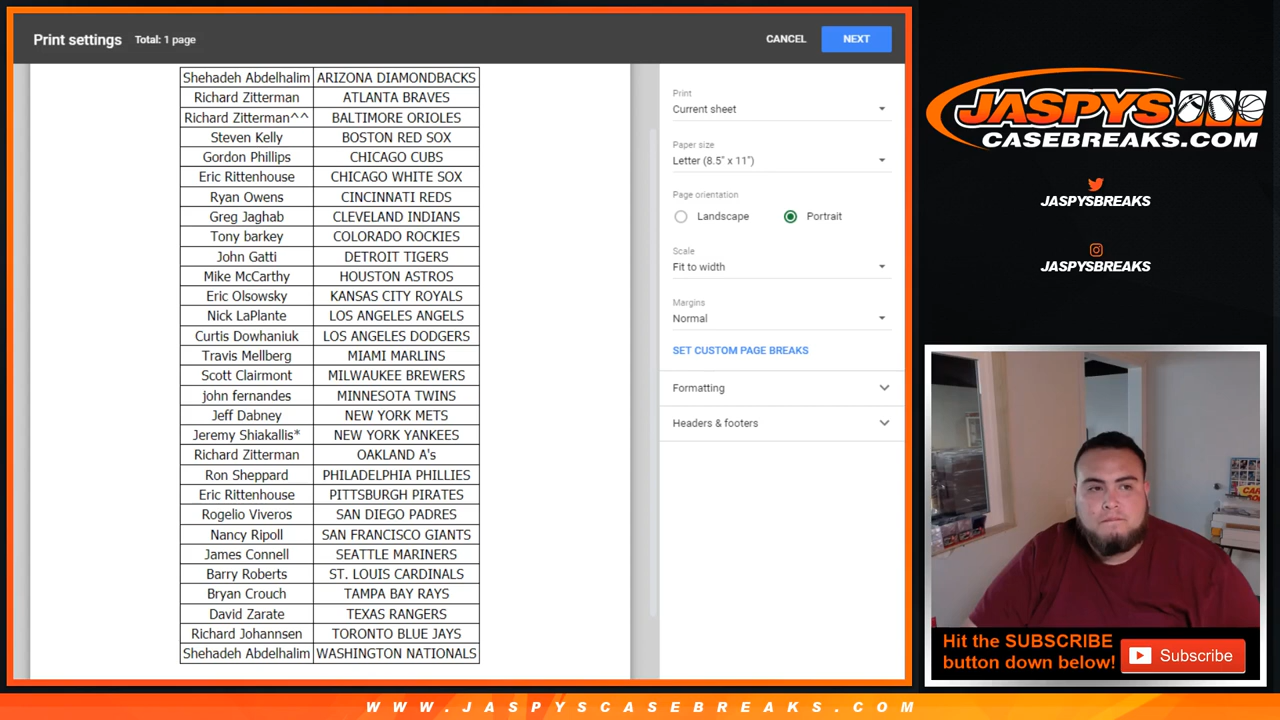 Print settings Total: 1 page CANCEL NEXT
Shehadeh Abdelhalim ARIZONA DIAMONDBACKS
Richard Zitterman ATLANTA BRAVES
Richard Zitterman^^ BALTIMORE ORIOLES
Steven Kelly BOSTON RED SOX
Gordon Phillips CHICAGO CUBS
Eric Rittenhouse CHICAGO WHITE SOX
Ryan Owens CINCINNATI REDS
Greg Jaghab CLEVELAND INDIANS
Tony barkey COLORADO ROCKIES
John Gatti DETROIT TIGERS
Mike McCarthy HOUSTON ASTROS
Eric Olsowsky KANSAS CITY ROYALS
Nick LaPlante LOS ANGELES ANGELS
Curtis Dowhaniuk LOS ANGELES DODGERS
Travis Mellberg MIAMI MARLINS
Scott Clairmont MILWAUKEE BREWERS
john fernandes MINNESOTA TWINS
Jeff Dabney NEW YORK METS
Jeremy Shiakallis* NEW YORK YANKEES
Richard Zitterman OAKLAND A's
Ron Sheppard PHILADELPHIA PHILLIES
Eric Rittenhouse PITTSBURGH PIRATES
Rogelio Viveros SAN DIEGO PADRES
Nancy Ripoll SAN FRANCISCO GIANTS
James Connell SEATTLE MARINERS
Barry Roberts ST. LOUIS CARDINALS
Bryan Crouch TAMPA BAY RAYS
David Zarate TEXAS RANGERS
Richard Johannsen TORONTO BLUE JAYS
Shehadeh Abdelhalim WASHINGTON NATIONALS
Print
Current sheet
Paper size
Letter (8.5" x 11")
Page orientation
Landscape Portrait
Scale
Fit to width
Margins
Normal
SET CUSTOM PAGE BREAKS
Formatting
Headers & footers
JASPYS
CASEBREAKS.COM
JASPYSBREAKS
JASPYSBREAKS
Hit the SUBSCRIBE
button down below!
Subscribe
WWW.JASPYSCASEBREAKS.COM